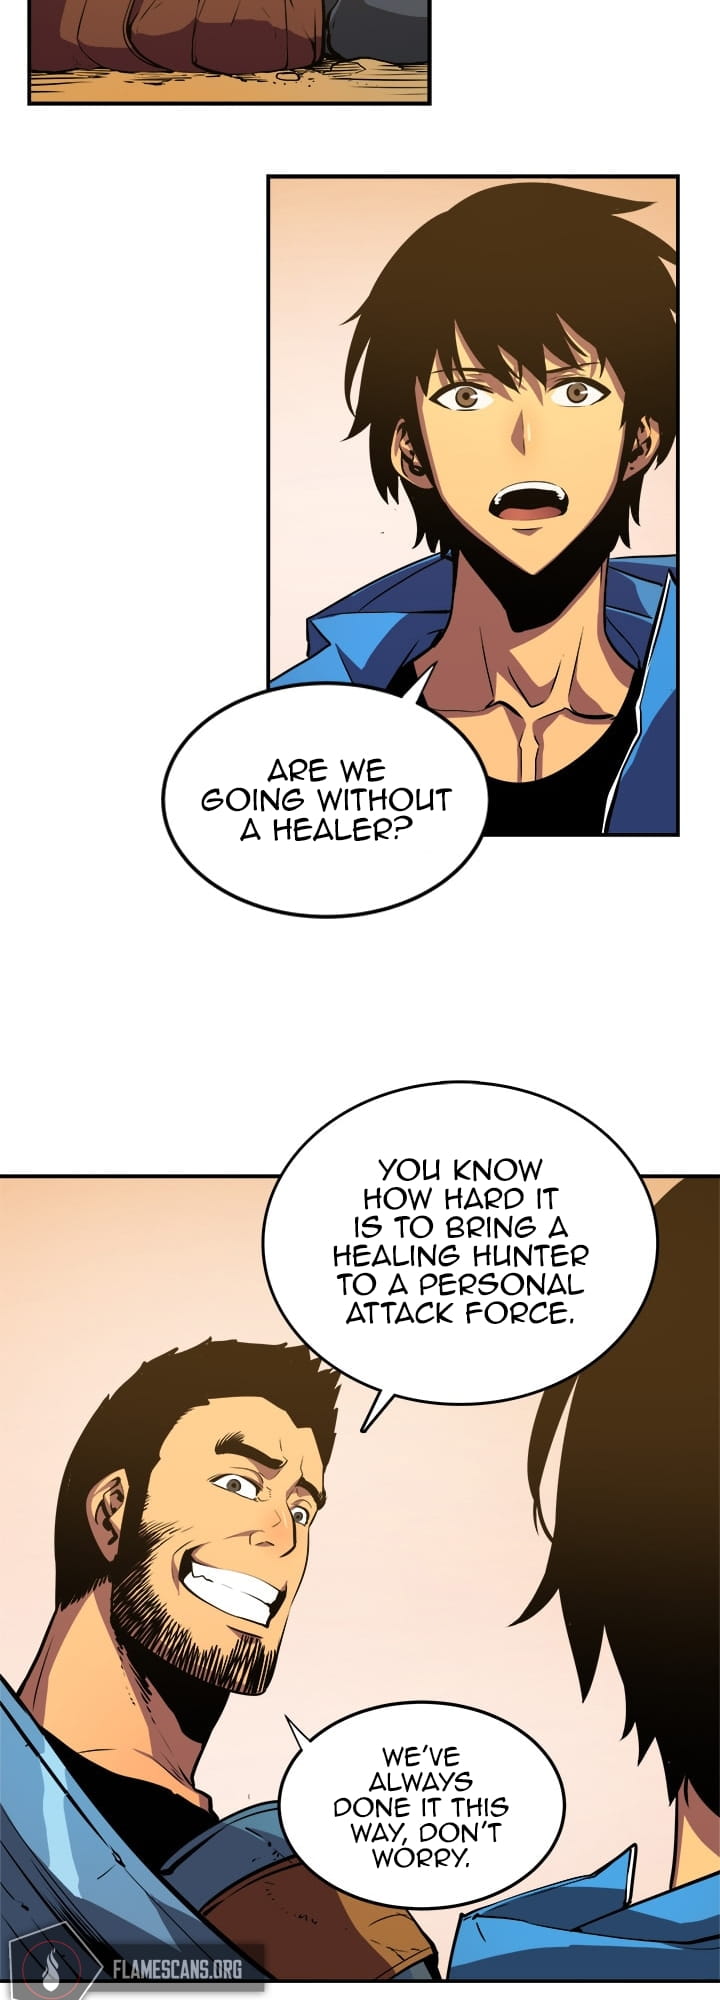 ARE WE
GOING WITHOUT
A HEALER?
YOU KNOW
HOW HARD IT
IS TO BRING A
HEALING HUNTER
TO A PERSONAL
ATTACK FORCE.
WE'VE
ALWAYS
DONE IT THIS
WAY, DON'T
WORRY.
FLAMESCANS.ORG